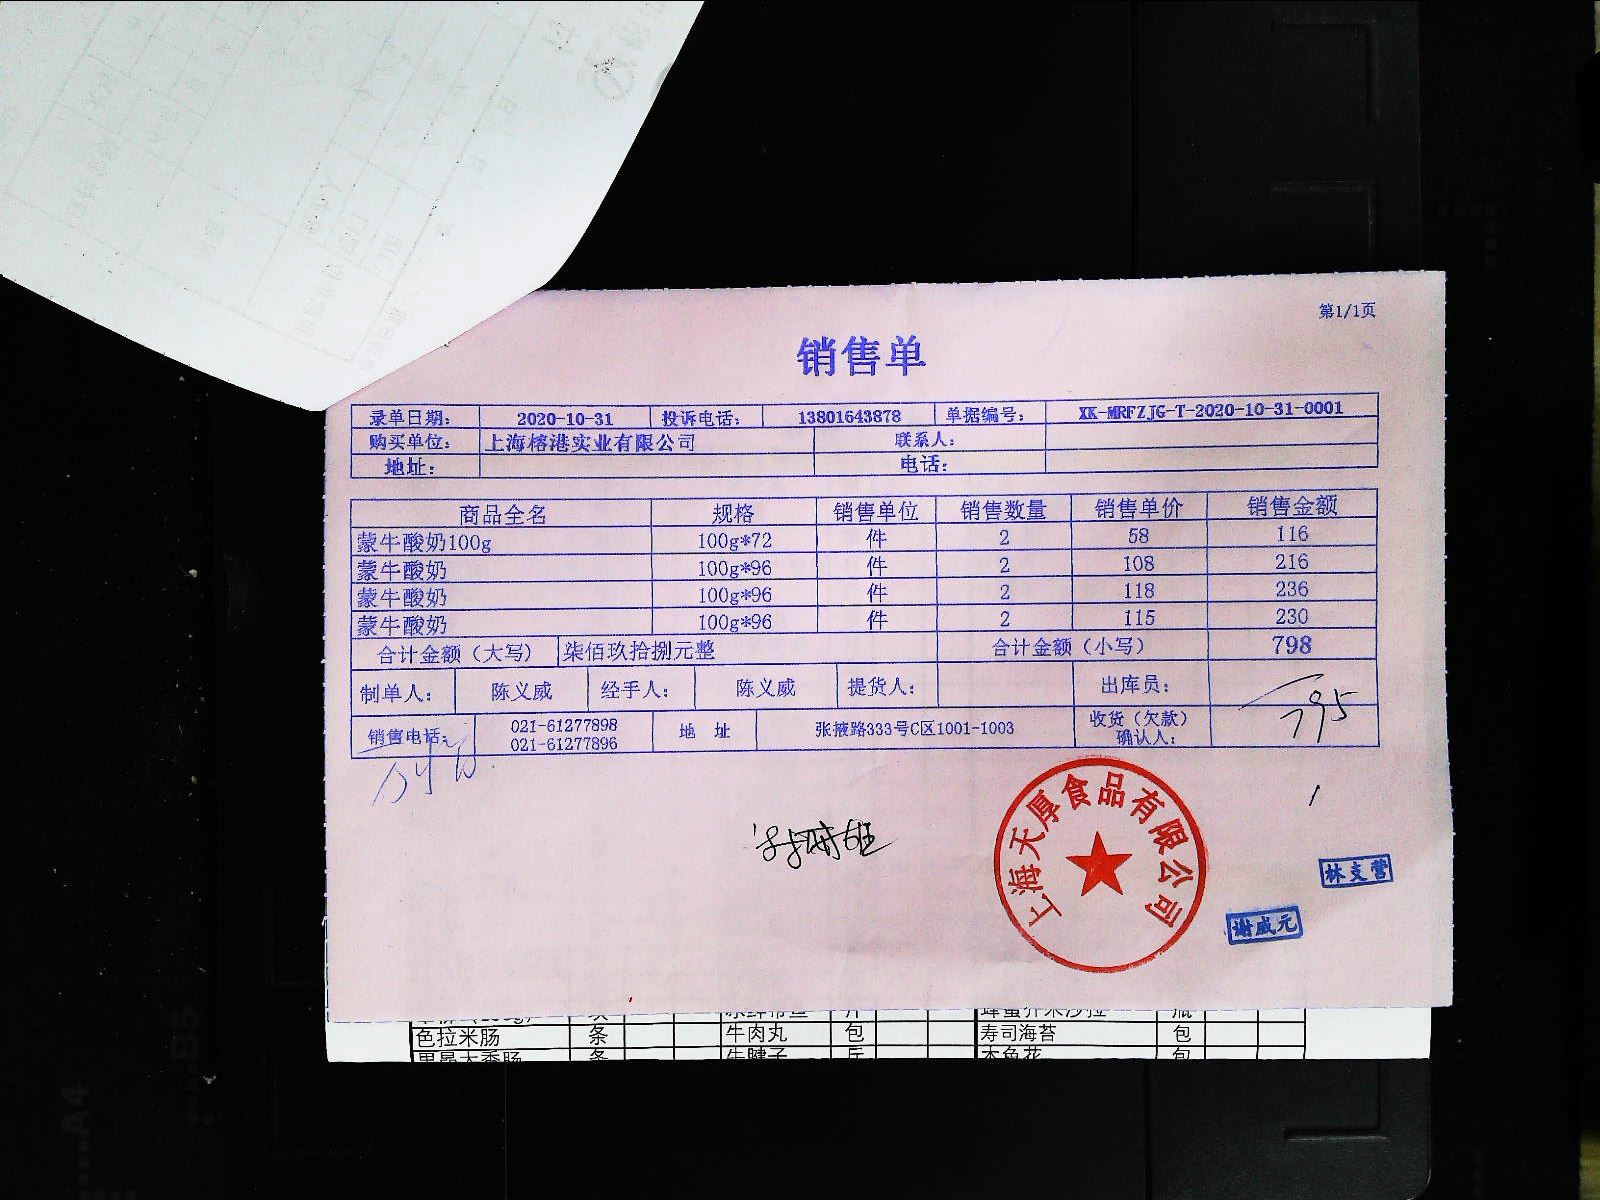 第1/1页
销售单
录单日期： 2020-10-31 投诉电话： 13801643878 单据编号： XK-MRFZJG-T-2020-10-31-0001
购买单位： 上海榕港实业有限公司 联系人：
地址： 电话：
商品全名 规格 销售单位 销售数量 销售单价 销售金额
蒙牛酸奶100g 100g*72 件 2 58 116
蒙牛酸奶 100g*96 件 2 108 216
蒙牛酸奶 100g*96 件 2 118 236
蒙牛酸奶 100g*96 件 2 115 230
合计金额（大写） 柒佰玖拾捌元整 合计金额（小写） 798
制单人： 陈义威 经手人： 陈义威 提货人： 出库员：
销售电话： 021-61277898 021-61277896 地 址 张掖路333号C区1001-1003 收货（欠款）确认人： 795
上海天厚食品有限公司
林支营
谢威元
色拉米肠 条 牛肉丸 包 寿司海苔 包